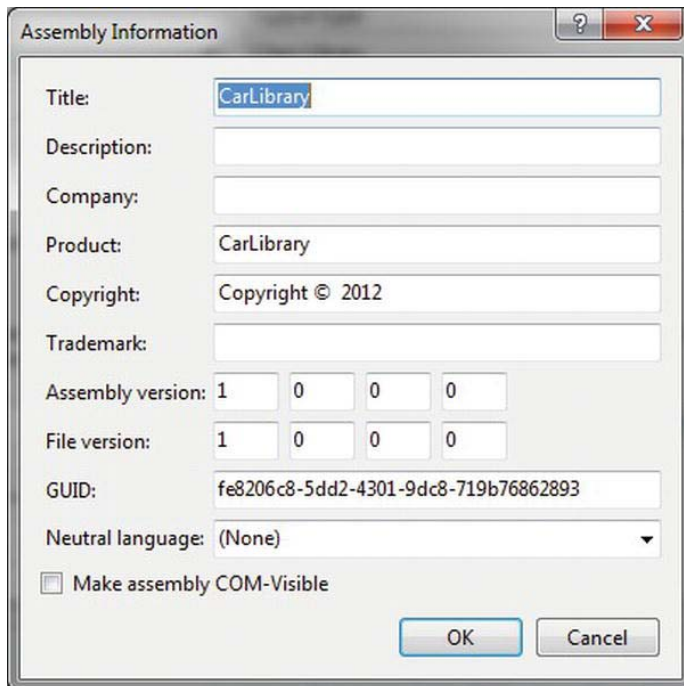 Assembly Information
Title: CarLibrary
Description:
Company:
Product: CarLibrary
Copyright: Copyright © 2012
Trademark:
Assembly version: 1 0 0 0
File version: 1 0 0 0
GUID: fe8206c8-5dd2-4301-9dc8-719b76862893
Neutral language: (None)
Make assembly COM-Visible
OK Cancel